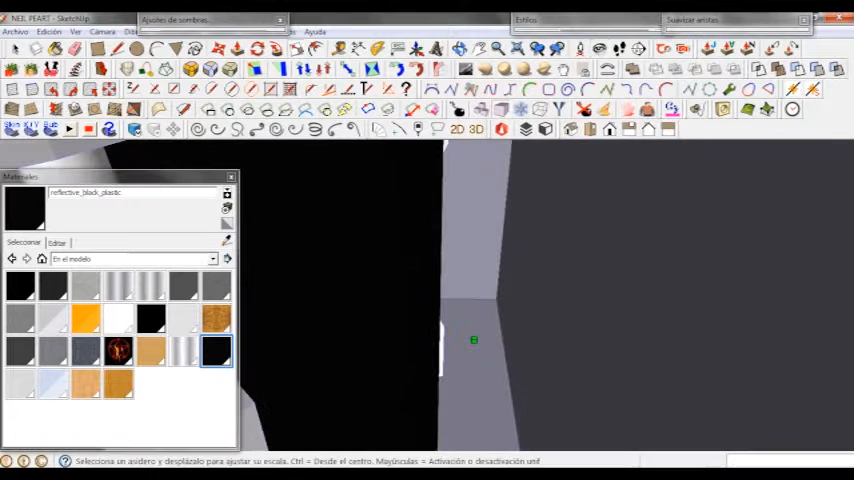 NEIL PEART - SketchUp
Ajustes de sombras.
Estilos
Suavizar aristas
Archivo Edición Cámara Ayuda
Skin X/Y Bub
2D 3D
Materiales
reflective_black_plastic
Seleccionar Editar
En el modelo
Selecciona un asidero y desplázalo para ajustar su escala. Ctrl = Desde el centro. Mayúsculas = Activación o desactivación unif